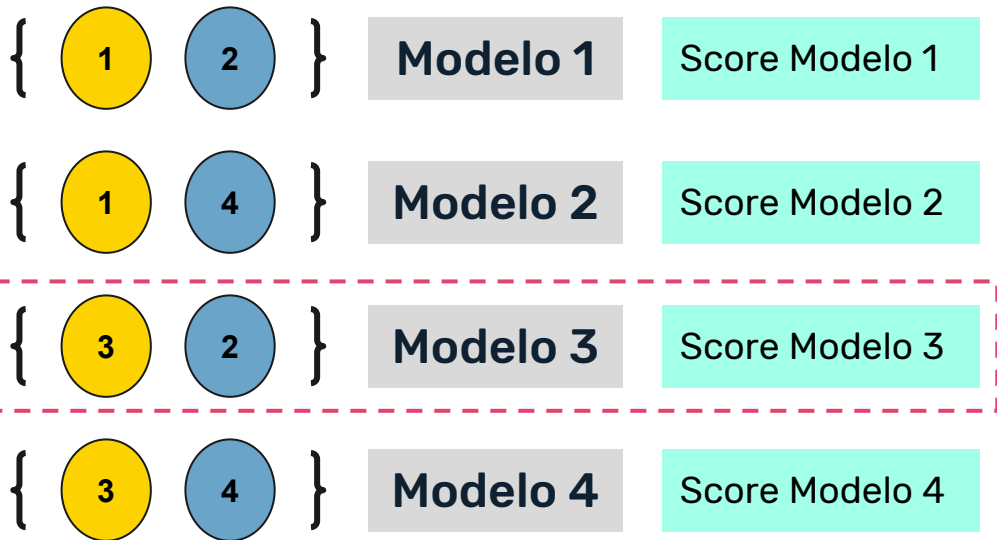 { 1 2 } Modelo 1 Score Modelo 1
{ 1 4 } Modelo 2 Score Modelo 2
{ 3 2 } Modelo 3 Score Modelo 3
{ 3 4 } Modelo 4 Score Modelo 4